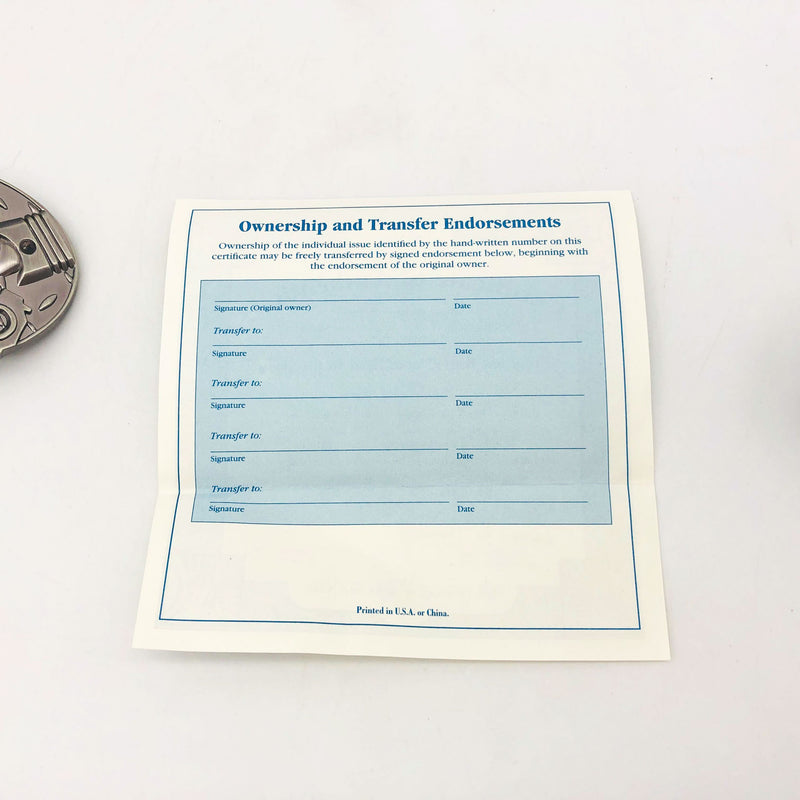 Ownership and Transfer Endorsements
Ownership of the individual issue identified by the hand-written number on this
certificate may be freely transferred by signed endorsement below, beginning with
the endorsement of the original owner.
Signature (Original owner) Date
Transfer to:
Signature Date
Transfer to:
Signature Date
Transfer to:
Signature Date
Transfer to:
Signature Date
Printed in U.S.A. or China.